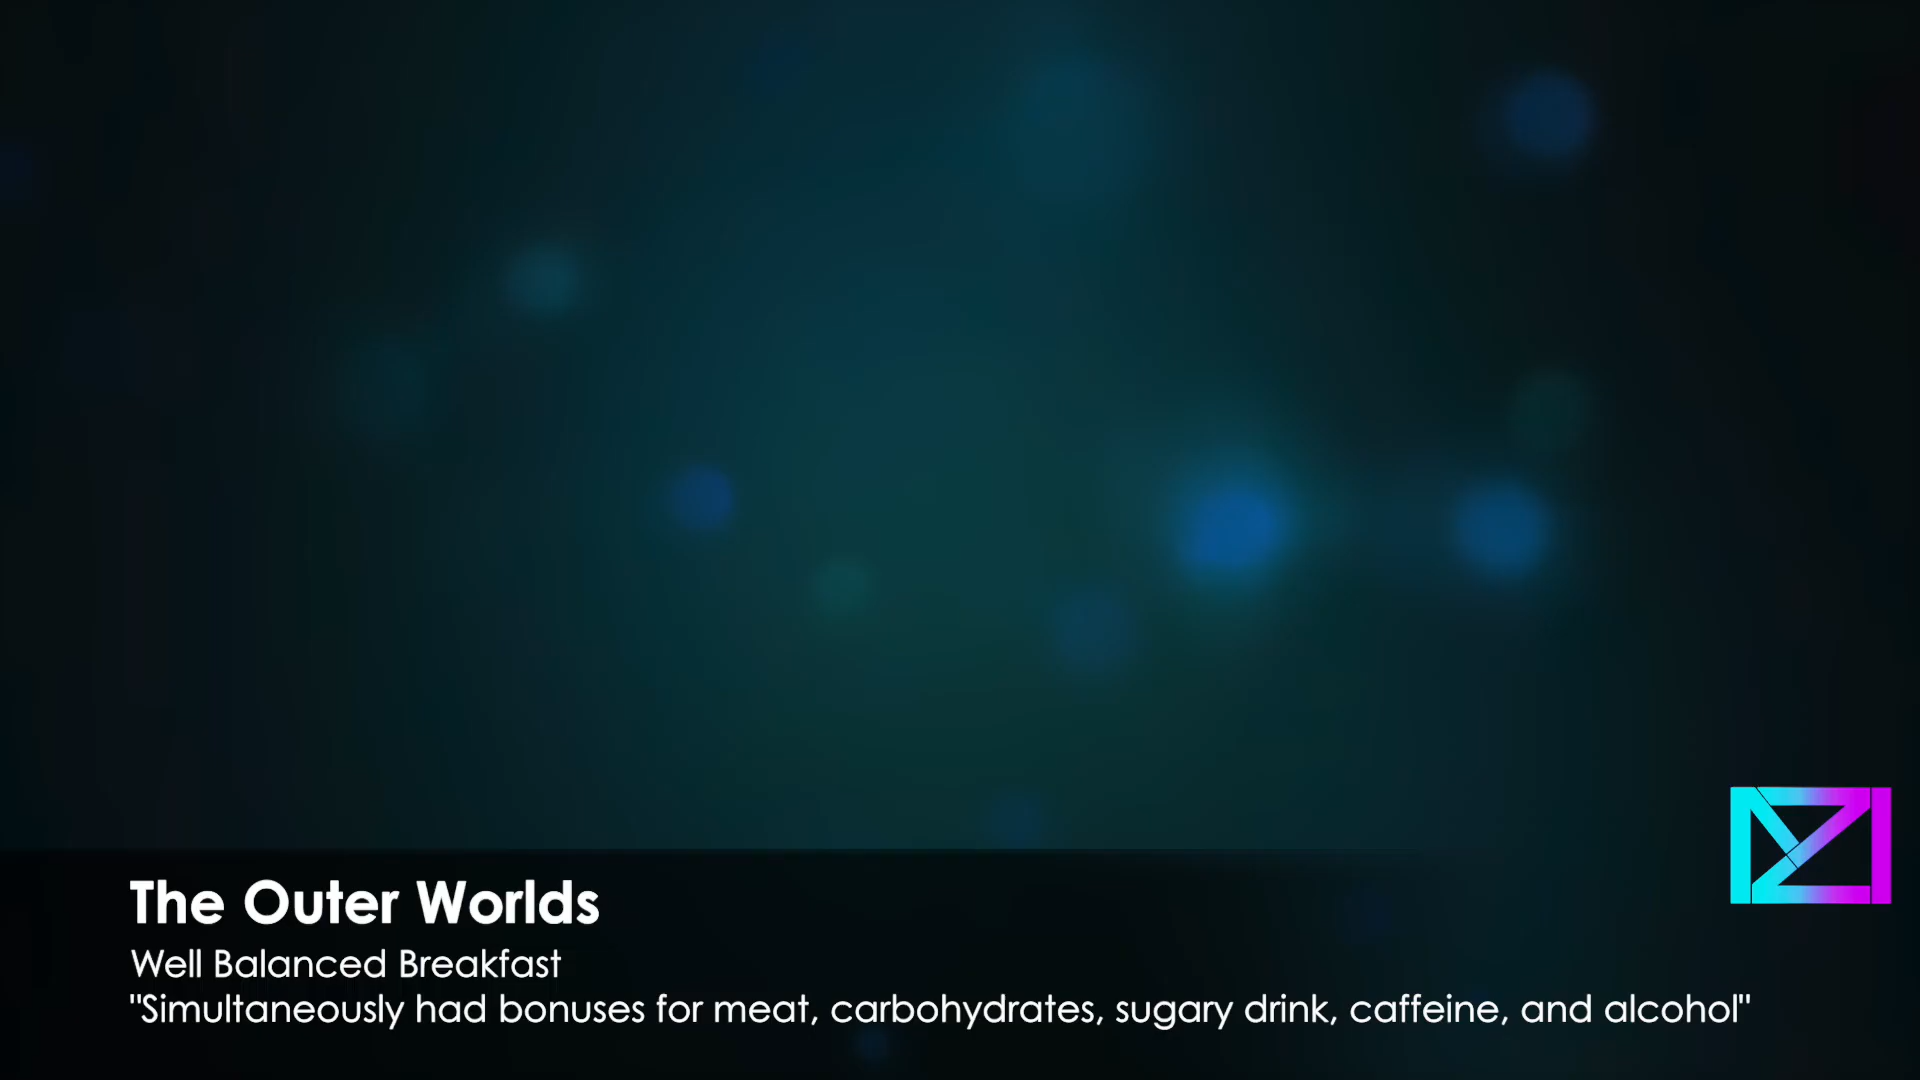 The Outer Worlds
Well Balanced Breakfast
"Simultaneously had bonuses for meat, carbohydrates, sugary drink, caffeine, and alcohol"